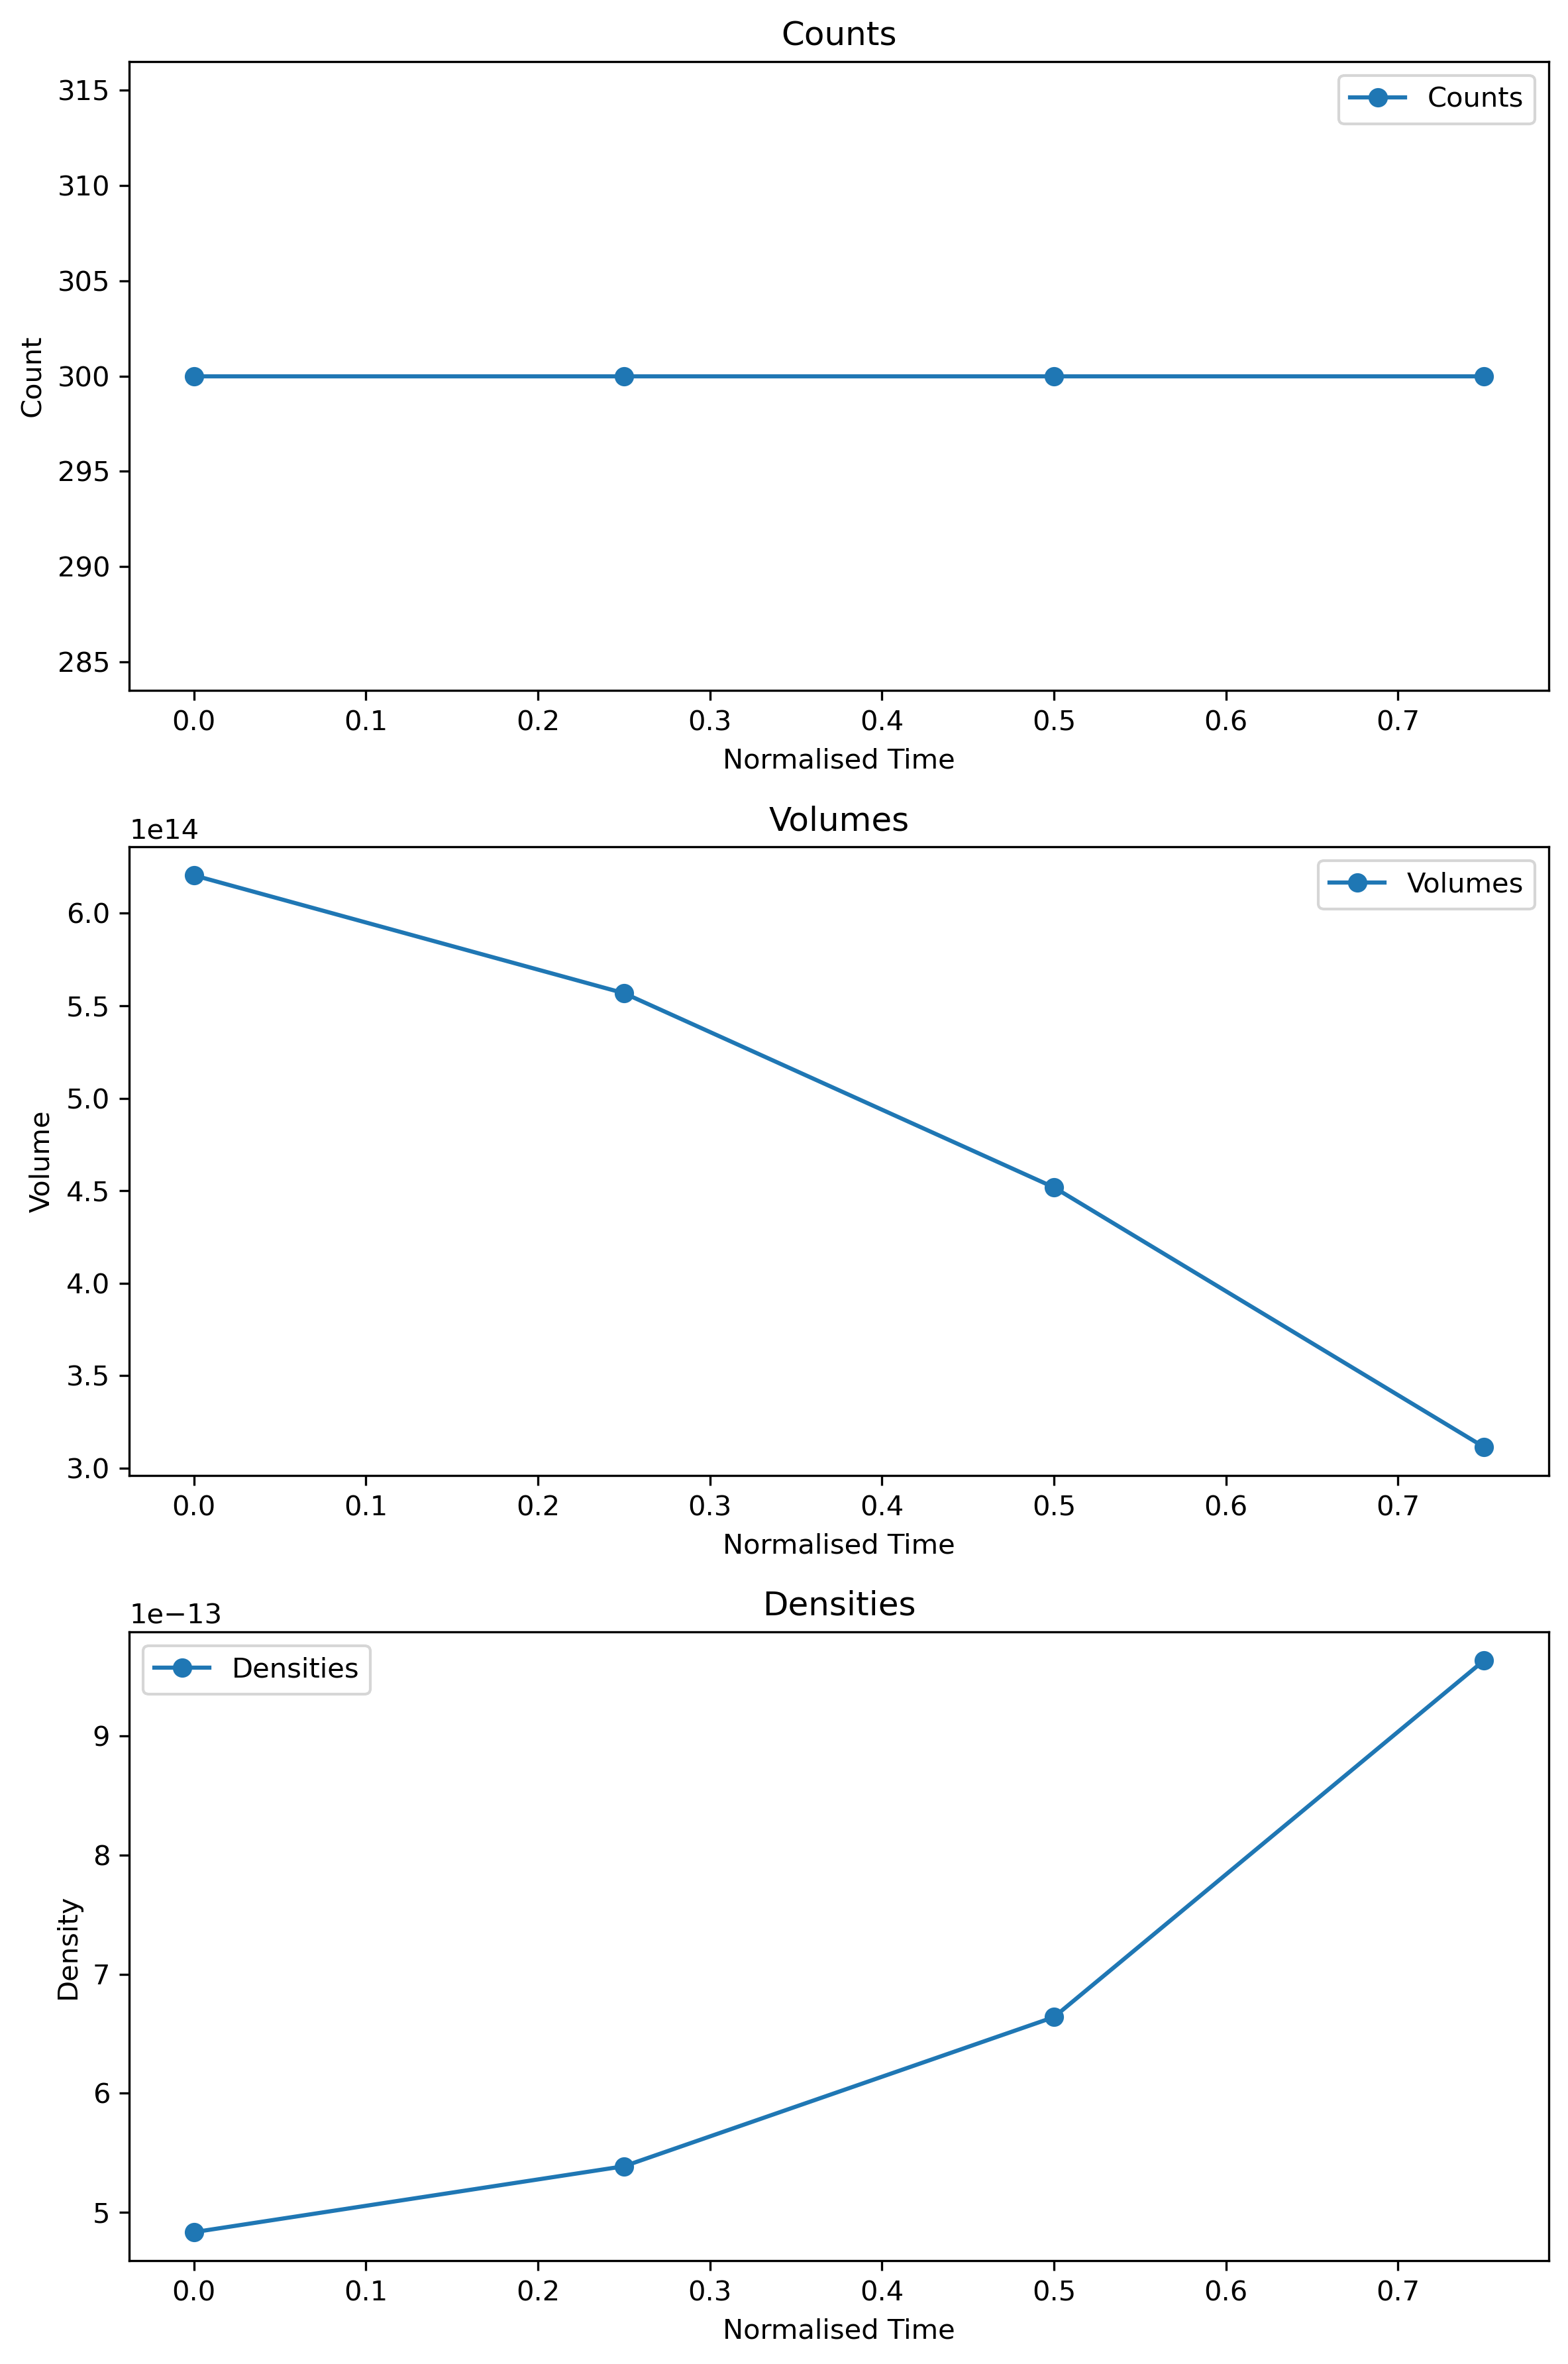 Counts
Counts
315
310
305
300
295
290
285
Count
0.0 0.1 0.2 0.3 0.4 0.5 0.6 0.7
Normalised Time
Volumes
1e14
Volumes
6.0
5.5
5.0
4.5
4.0
3.5
3.0
Volume
0.0 0.1 0.2 0.3 0.4 0.5 0.6 0.7
Normalised Time
Densities
1e−13
Densities
9
8
7
6
5
Density
0.0 0.1 0.2 0.3 0.4 0.5 0.6 0.7
Normalised Time